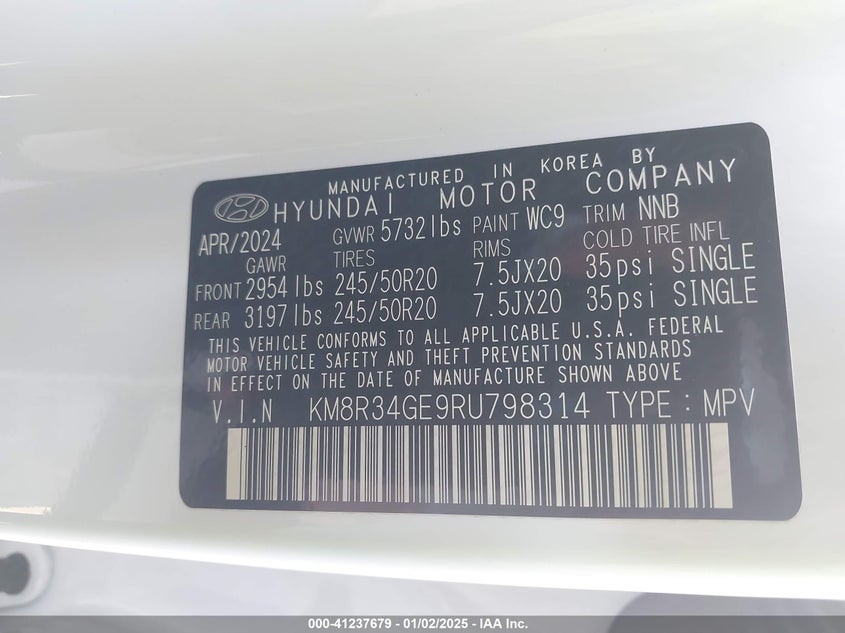 MANUFACTURED IN KOREA BY
HYUNDAI MOTOR COMPANY
APR/2024 GVWR 5732lbs PAINT WC9 TRIM NNB
GAWR TIRES RIMS COLD TIRE INFL
FRONT 2954lbs 245/50R20 7.5JX20 35psi SINGLE
REAR 3197lbs 245/50R20 7.5JX20 35psi SINGLE
THIS VEHICLE CONFORMS TO ALL APPLICABLE U.S.A. FEDERAL
MOTOR VEHICLE SAFETY AND THEFT PREVENTION STANDARDS
IN EFFECT ON THE DATE OF MANUFACTURE SHOWN ABOVE
V.I.N KM8R34GE9RU798314 TYPE : MPV
000-41237679 - 01/02/2025 - IAA Inc.